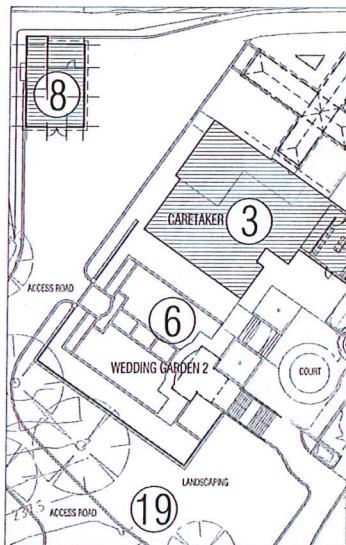 8
CARETAKER 3
ACCESS ROAD
6
WEDDING GARDEN 2
COURT
LANDSCAPING
19
ACCESS ROAD